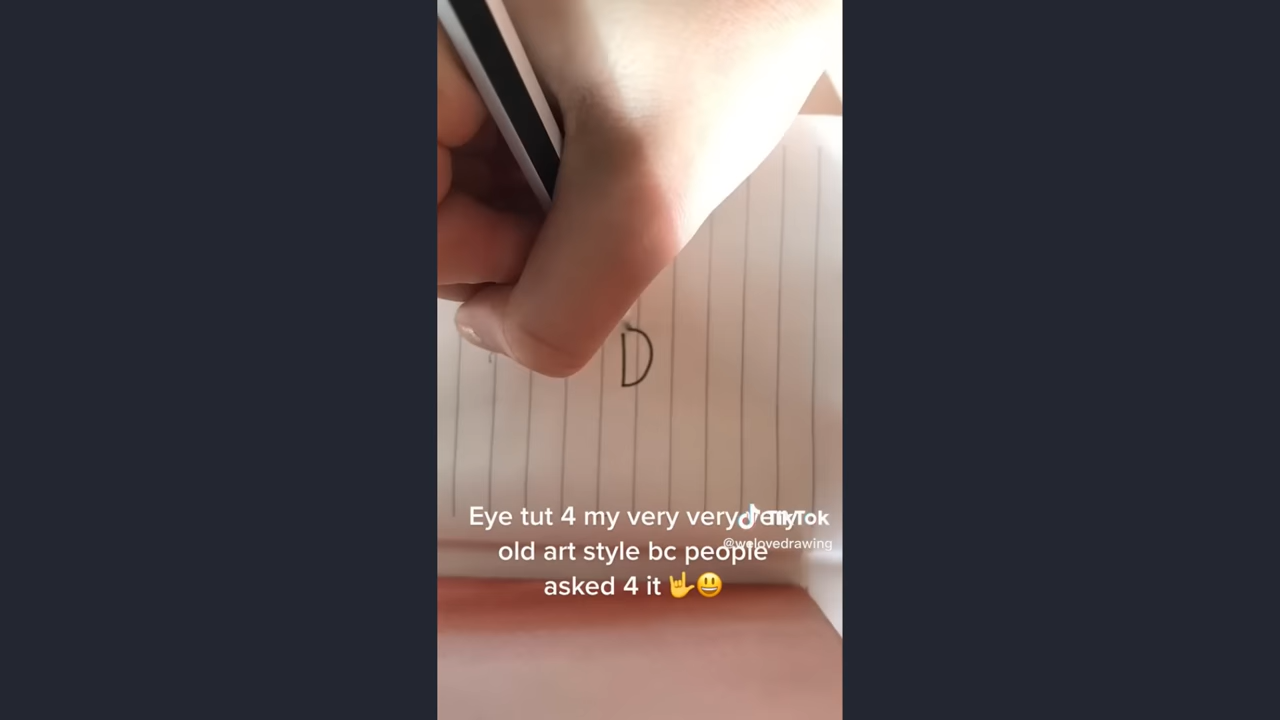 D
Eye tut 4 my very very very
old art style bc people
asked 4 it 🤟😃
TikTok
@welovedrawing